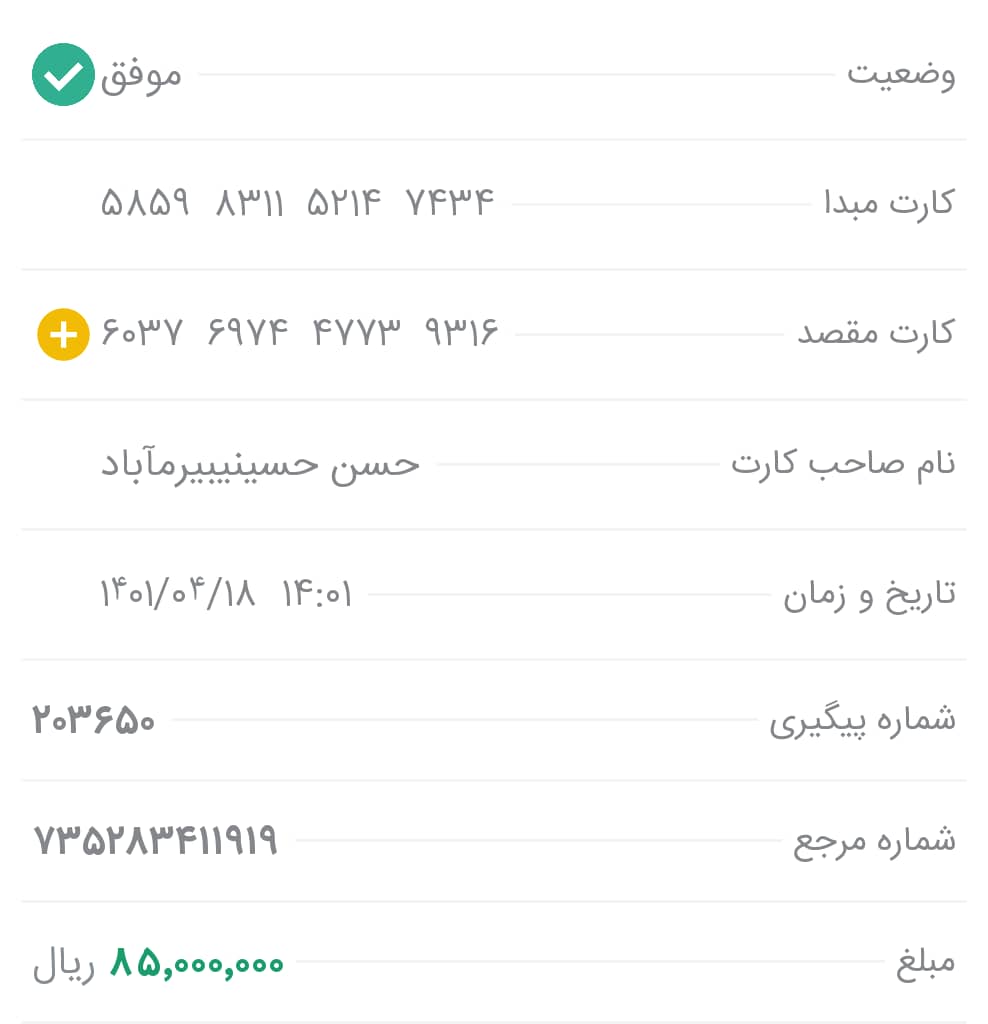 وضعیت موفق
کارت مبدا ۵۸۵۹ ۸۳۱۱ ۵۲۱۴ ۷۴۳۴
کارت مقصد ۶۰۳۷ ۶۹۷۴ ۴۷۷۳ ۹۳۱۶
نام صاحب کارت حسن حسینیبیرمآباد
تاریخ و زمان ۱۴۰۱/۰۴/۱۸ ۱۴:۰۱
شماره پیگیری ۲۰۳۶۵۰
شماره مرجع ۷۳۵۲۸۳۴۱۱۹۱۹
مبلغ ۸۵,۰۰۰,۰۰۰ ریال